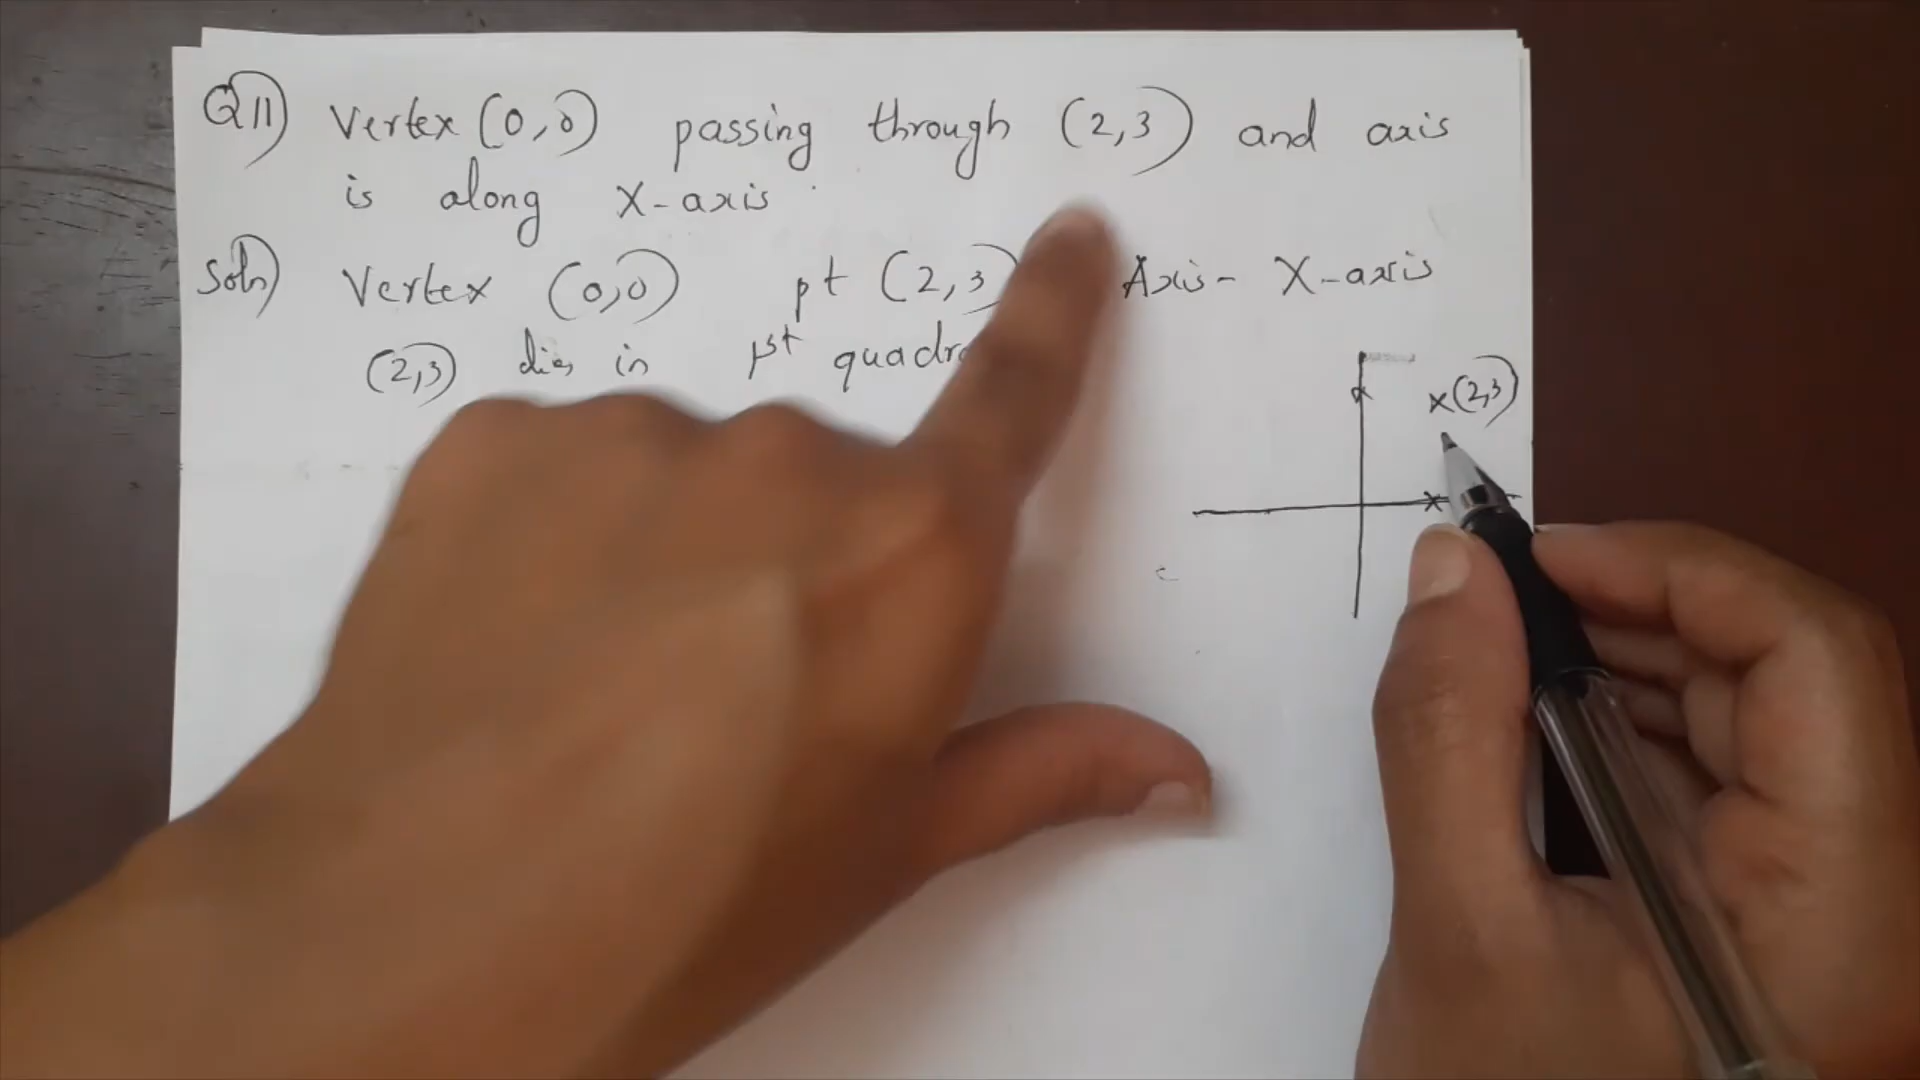 Q11) Vertex (0,0) passing through (2,3) and axis
is along X-axis
Soln) Vertex (0,0) pt (2,3) Axis - X-axis
(2,3) lies in 1st
x(2,3)